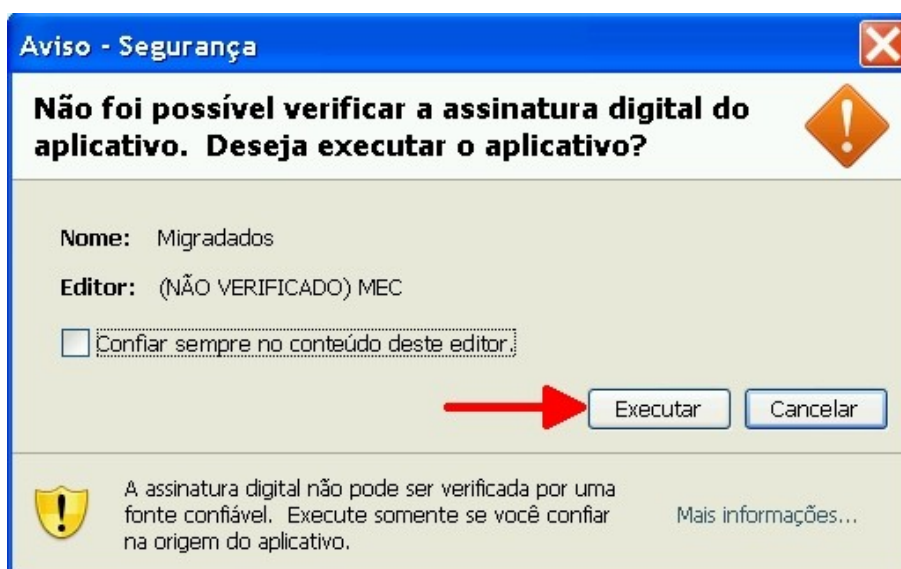 Aviso - Segurança
Não foi possível verificar a assinatura digital do
aplicativo. Deseja executar o aplicativo?
Nome: Migradados
Editor: (NÃO VERIFICADO) MEC
Confiar sempre no conteúdo deste editor.
Executar Cancelar
A assinatura digital não pode ser verificada por uma
fonte confiável. Execute somente se você confiar
na origem do aplicativo.
Mais informações...